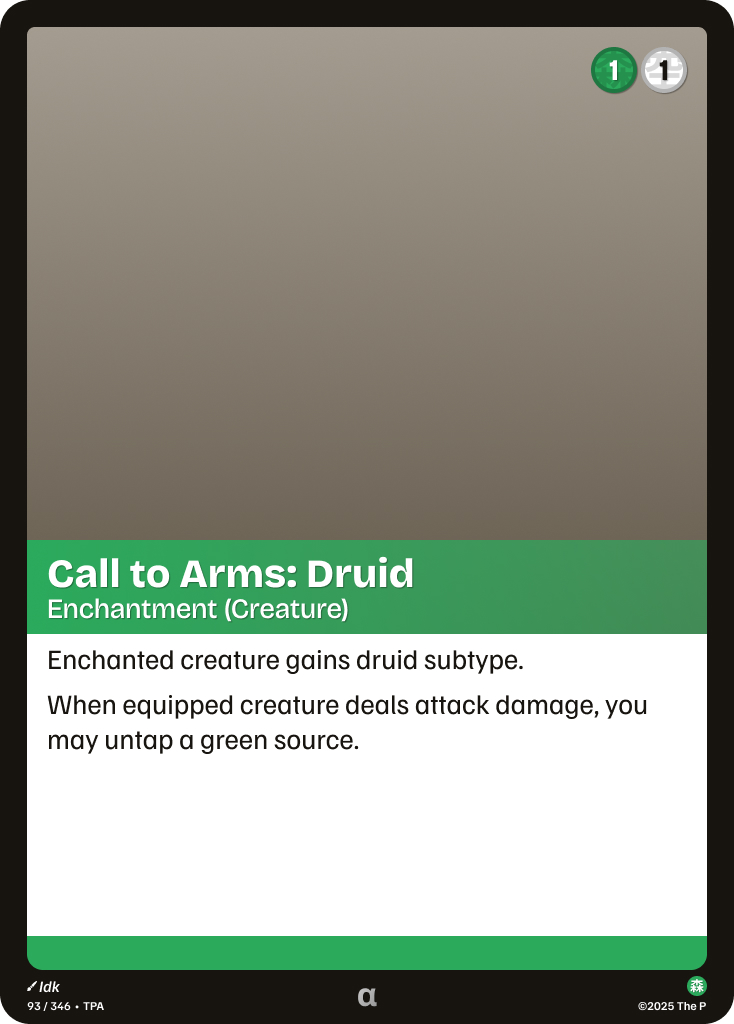 1 1
Call to Arms: Druid
Enchantment (Creature)
Enchanted creature gains druid subtype.
When equipped creature deals attack damage, you
may untap a green source.
Idk
93 / 346 • TPA
α
森
©2025 The P